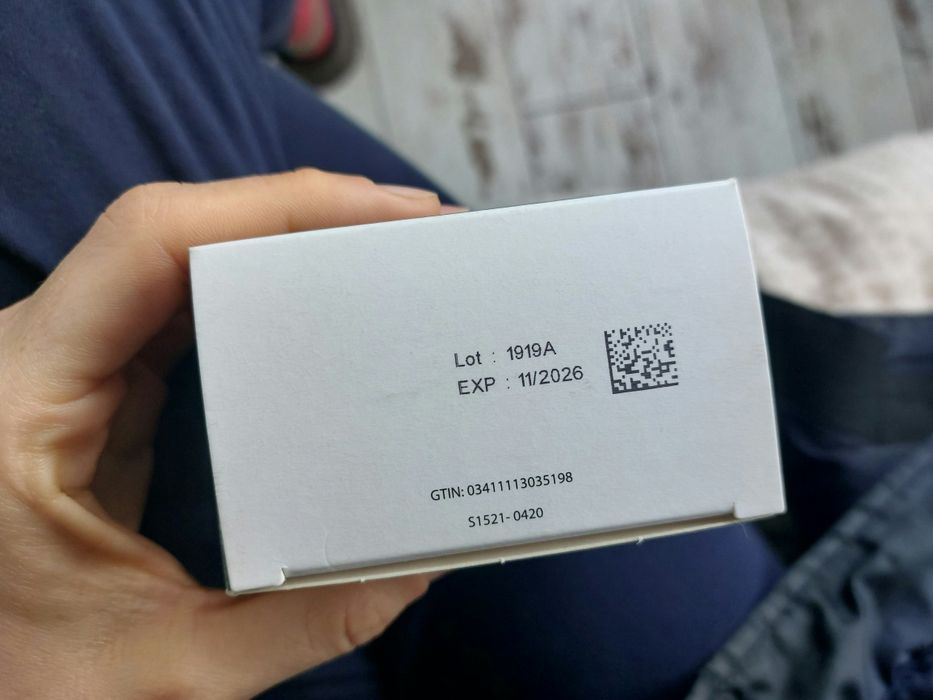 Lot : 1919A
EXP : 11/2026
GTIN: 03411113035198
S1521- 0420